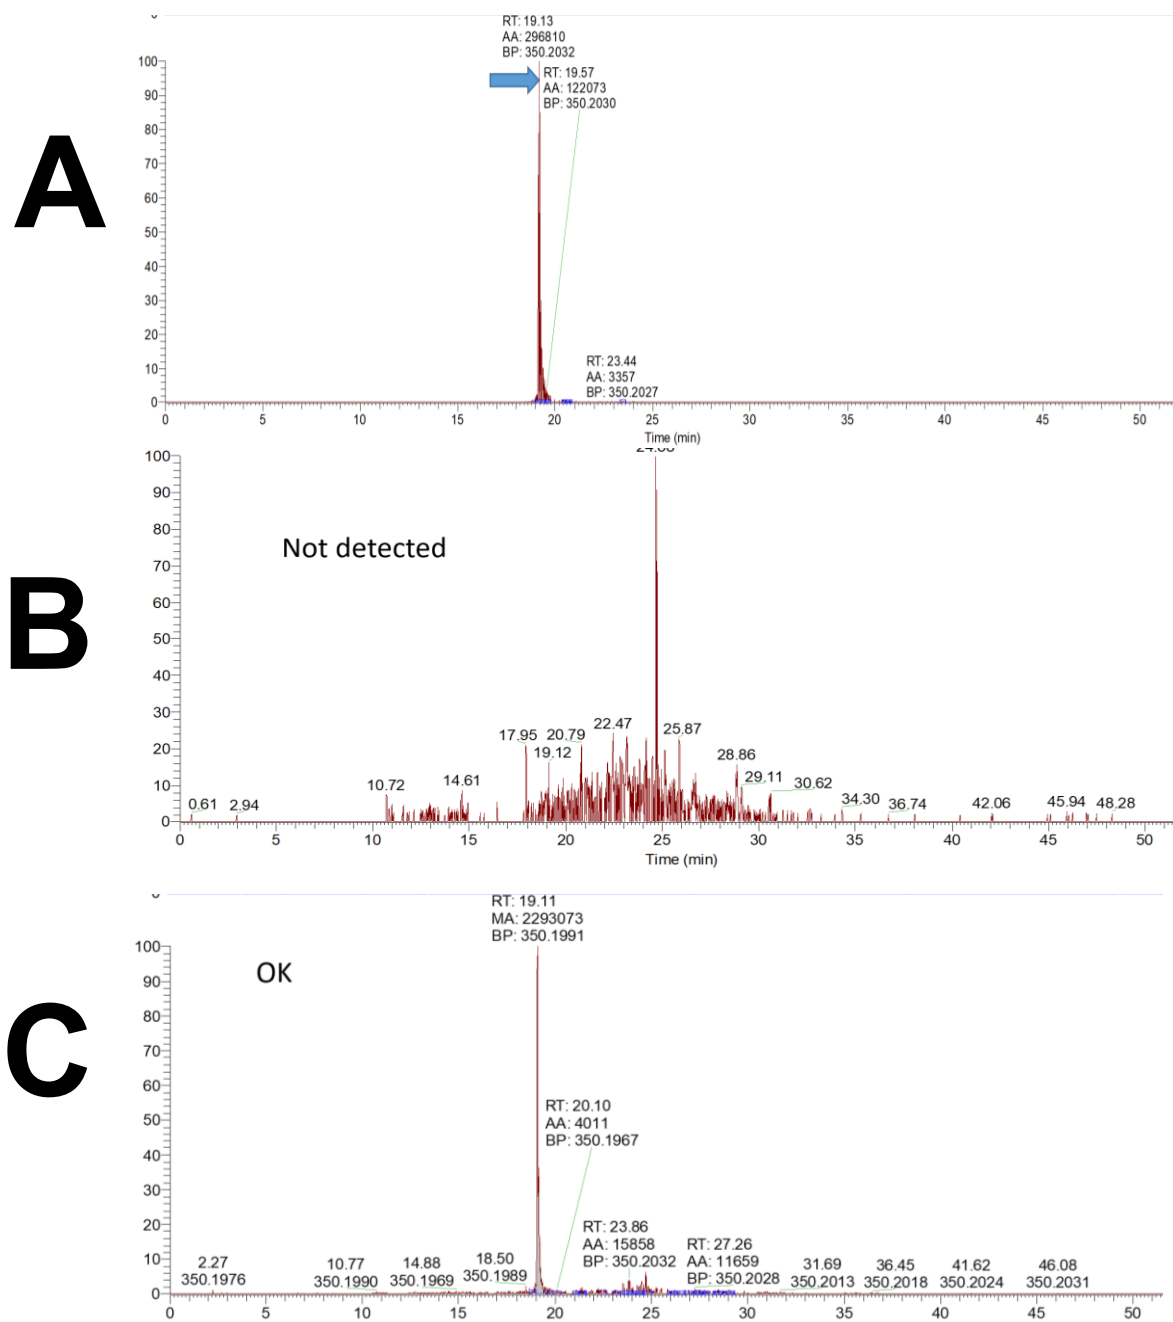 RT: 19.13
AA: 296810
BP: 350.2032
RT: 19.57
AA: 122073
BP: 350.2030
RT: 23.44
AA: 3357
BP: 350.2027
A
100
90
80
70
60
50
40
30
20
10
0
0 5 10 15 20 25 30 35 40 45 50
Time (min)
B
Not detected
100
90
80
70
60
50
40
30
20
10
0
0.61 2.94 10.72 14.61 17.95 19.12 20.79 22.47 25.87 28.86 29.11 30.62 34.30 36.74 42.06 45.94 48.28
0 5 10 15 20 25 30 35 40 45 50
Time (min)
C
OK
RT: 19.11
MA: 2293073
BP: 350.1991
RT: 20.10
AA: 4011
BP: 350.1967
RT: 23.86
AA: 15858
BP: 350.2032
RT: 27.26
AA: 11659
BP: 350.2028
100
90
80
70
60
50
40
30
20
10
0
2.27
350.1976
10.77
350.1990
14.88
350.1969
18.50
350.1989
31.69
350.2013
36.45
350.2018
41.62
350.2024
46.08
350.2031
0 5 10 15 20 25 30 35 40 45 50